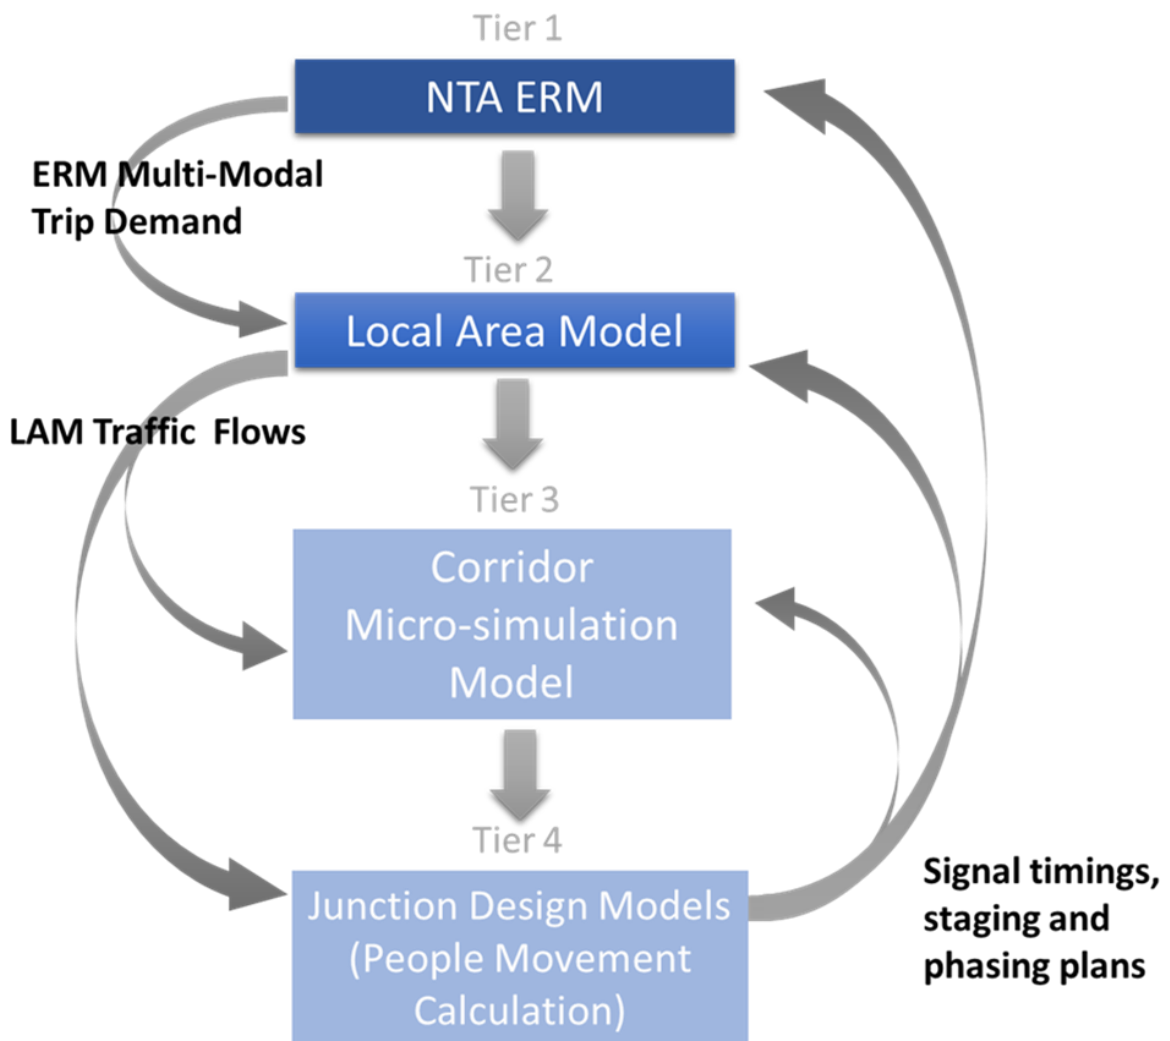 Tier 1
NTA ERM
ERM Multi-Modal
Trip Demand
Tier 2
Local Area Model
LAM Traffic  Flows
Tier 3
Corridor
Micro-simulation
Model
Tier 4
Junction Design Models
(People Movement
Calculation)
Signal timings,
staging and
phasing plans